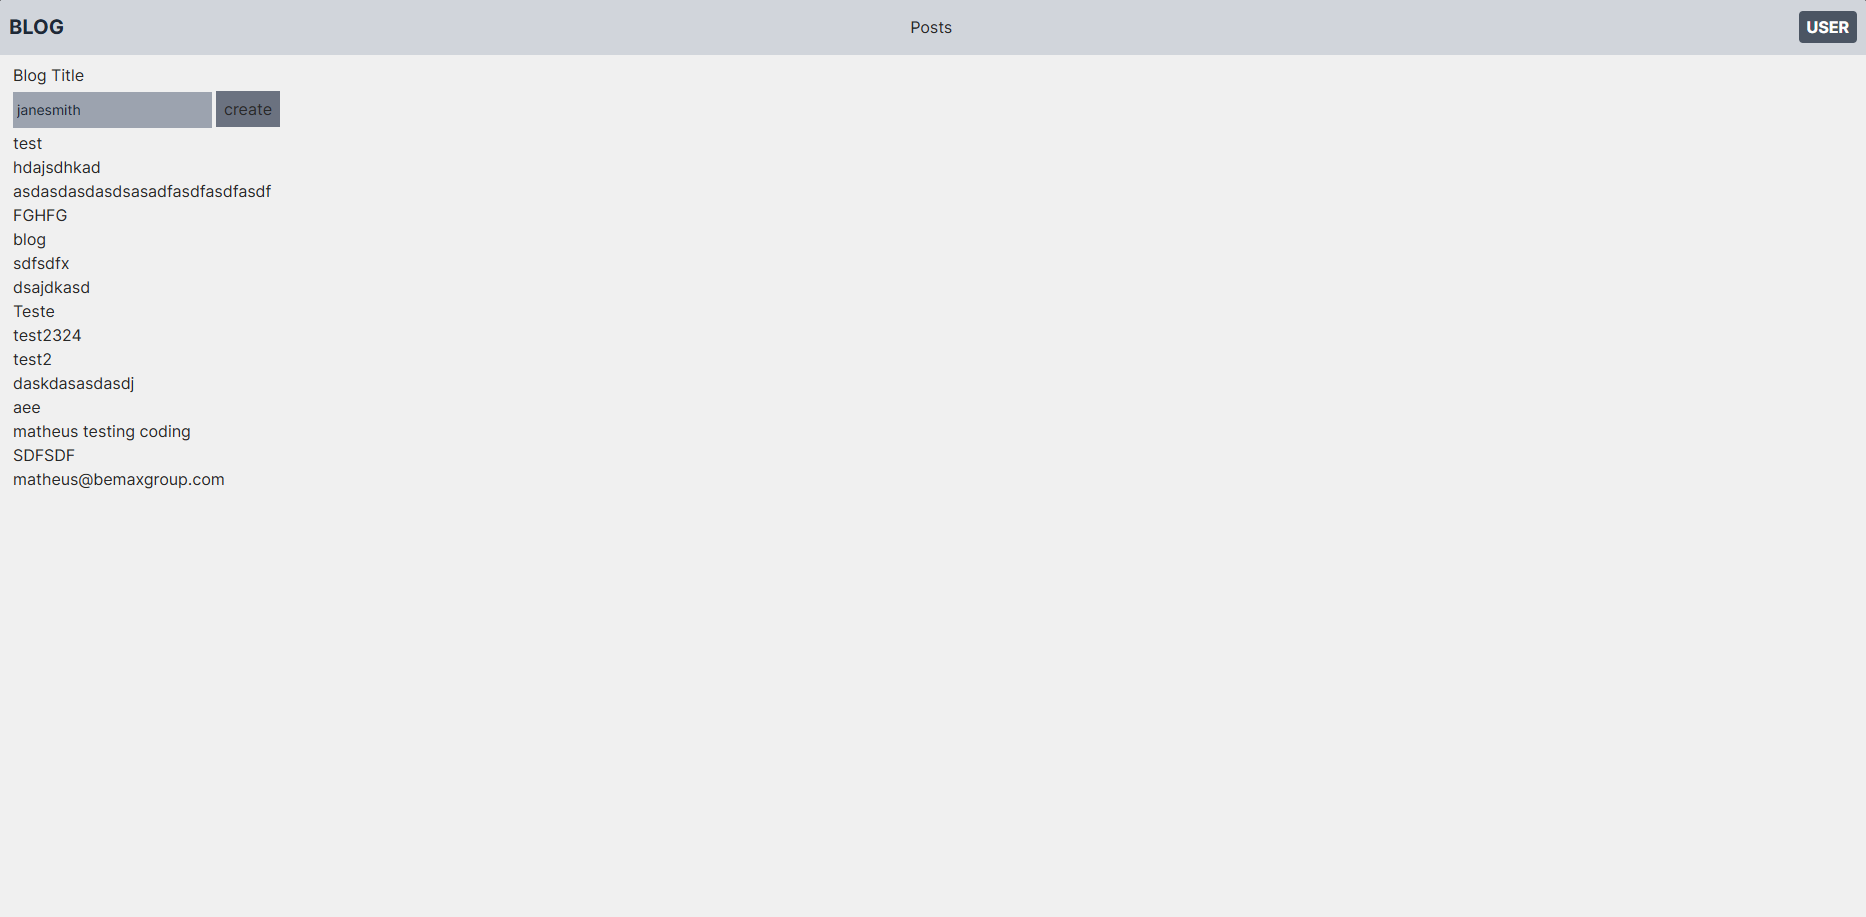 BLOG
Posts
USER
Blog Title
janesmith
create
test
hdajsdhkad
asdasdasdasdsasadfasdfasdfasdf
FGHFG
blog
sdfsdfx
dsajdkasd
Teste
test2324
test2
daskdasasdasdj
aee
matheus testing coding
SDFSDF
matheus@bemaxgroup.com